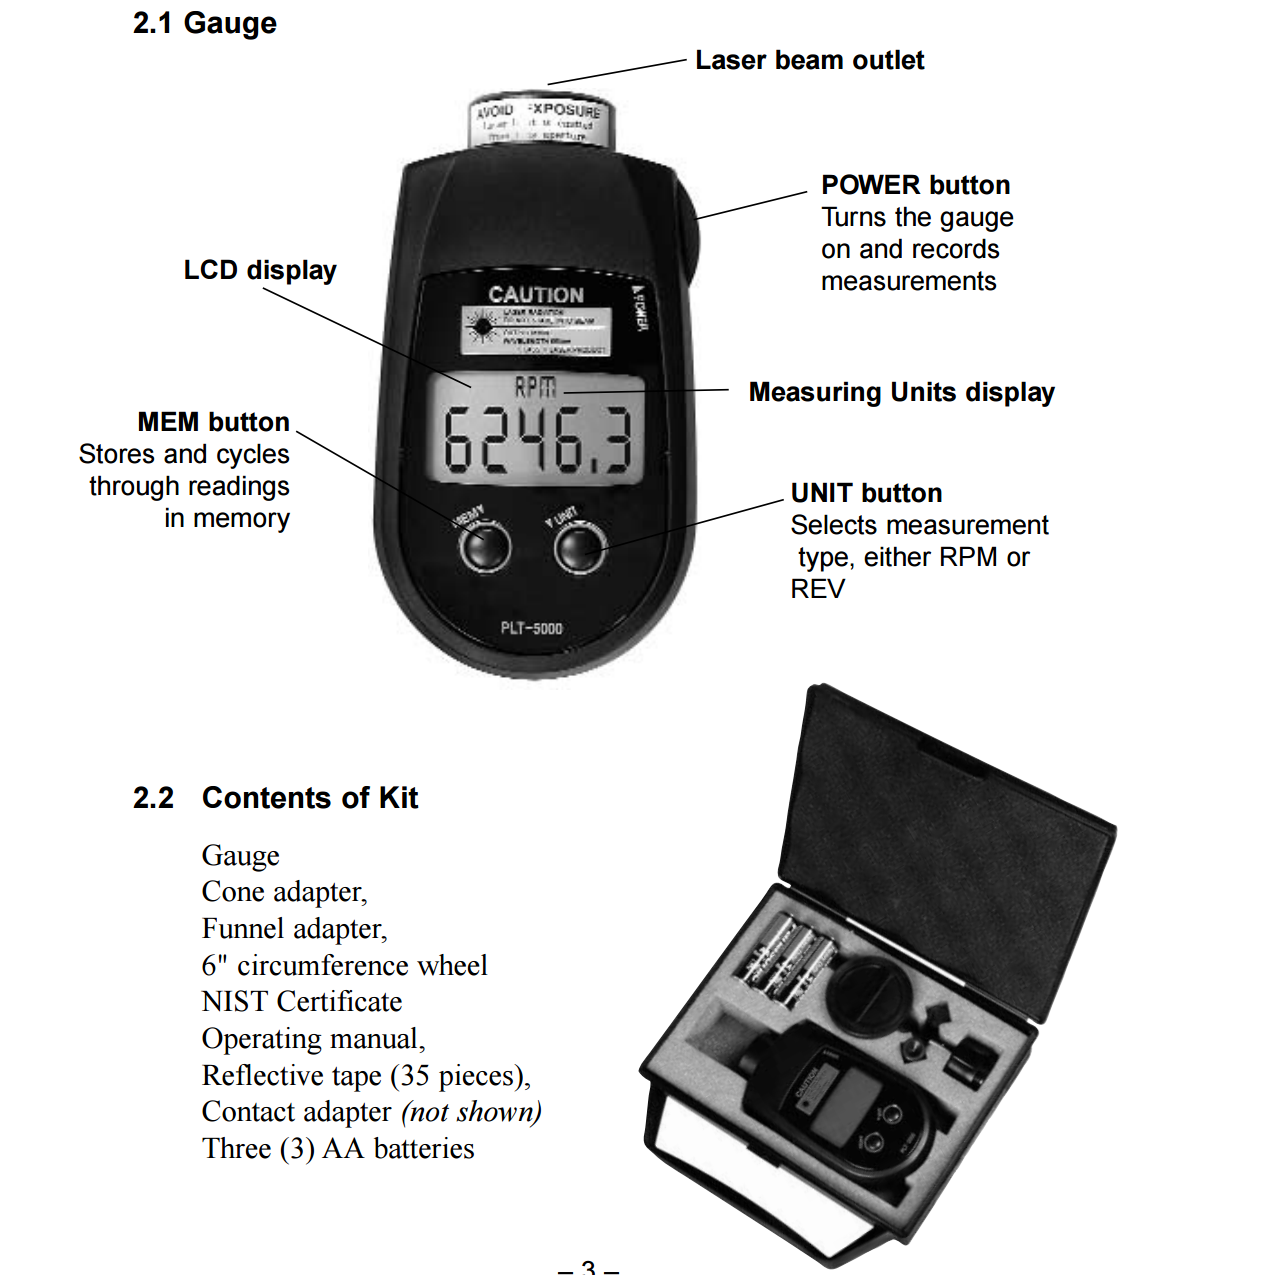 2.1 Gauge
Laser beam outlet
AVOID EXPOSURE
POWER button
Turns the gauge
on and records
measurements
LCD display
CAUTION
POWER
LASER RADIATION
RPM
6246.3
Measuring Units display
MEM button
Stores and cycles
through readings
in memory
MEM
UNIT
UNIT button
Selects measurement
type, either RPM or
REV
PLT-5000
2.2 Contents of Kit
Gauge
Cone adapter,
Funnel adapter,
6" circumference wheel
NIST Certificate
Operating manual,
Reflective tape (35 pieces),
Contact adapter (not shown)
Three (3) AA batteries
CAUTION
– 3 –